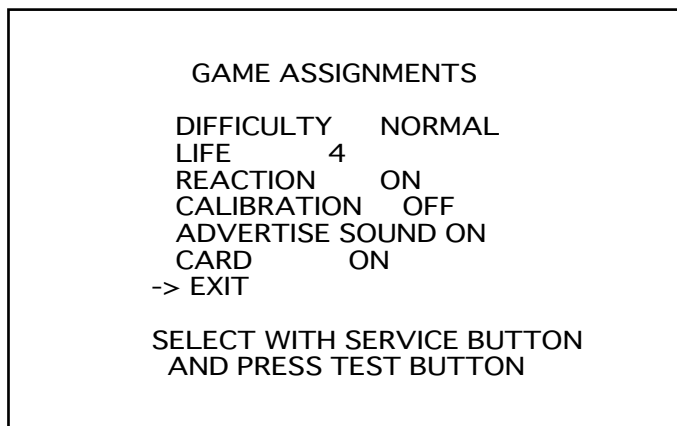 GAME ASSIGNMENTS
DIFFICULTY NORMAL
LIFE 4
REACTION ON
CALIBRATION OFF
ADVERTISE SOUND ON
CARD ON
-> EXIT
SELECT WITH SERVICE BUTTON
AND PRESS TEST BUTTON